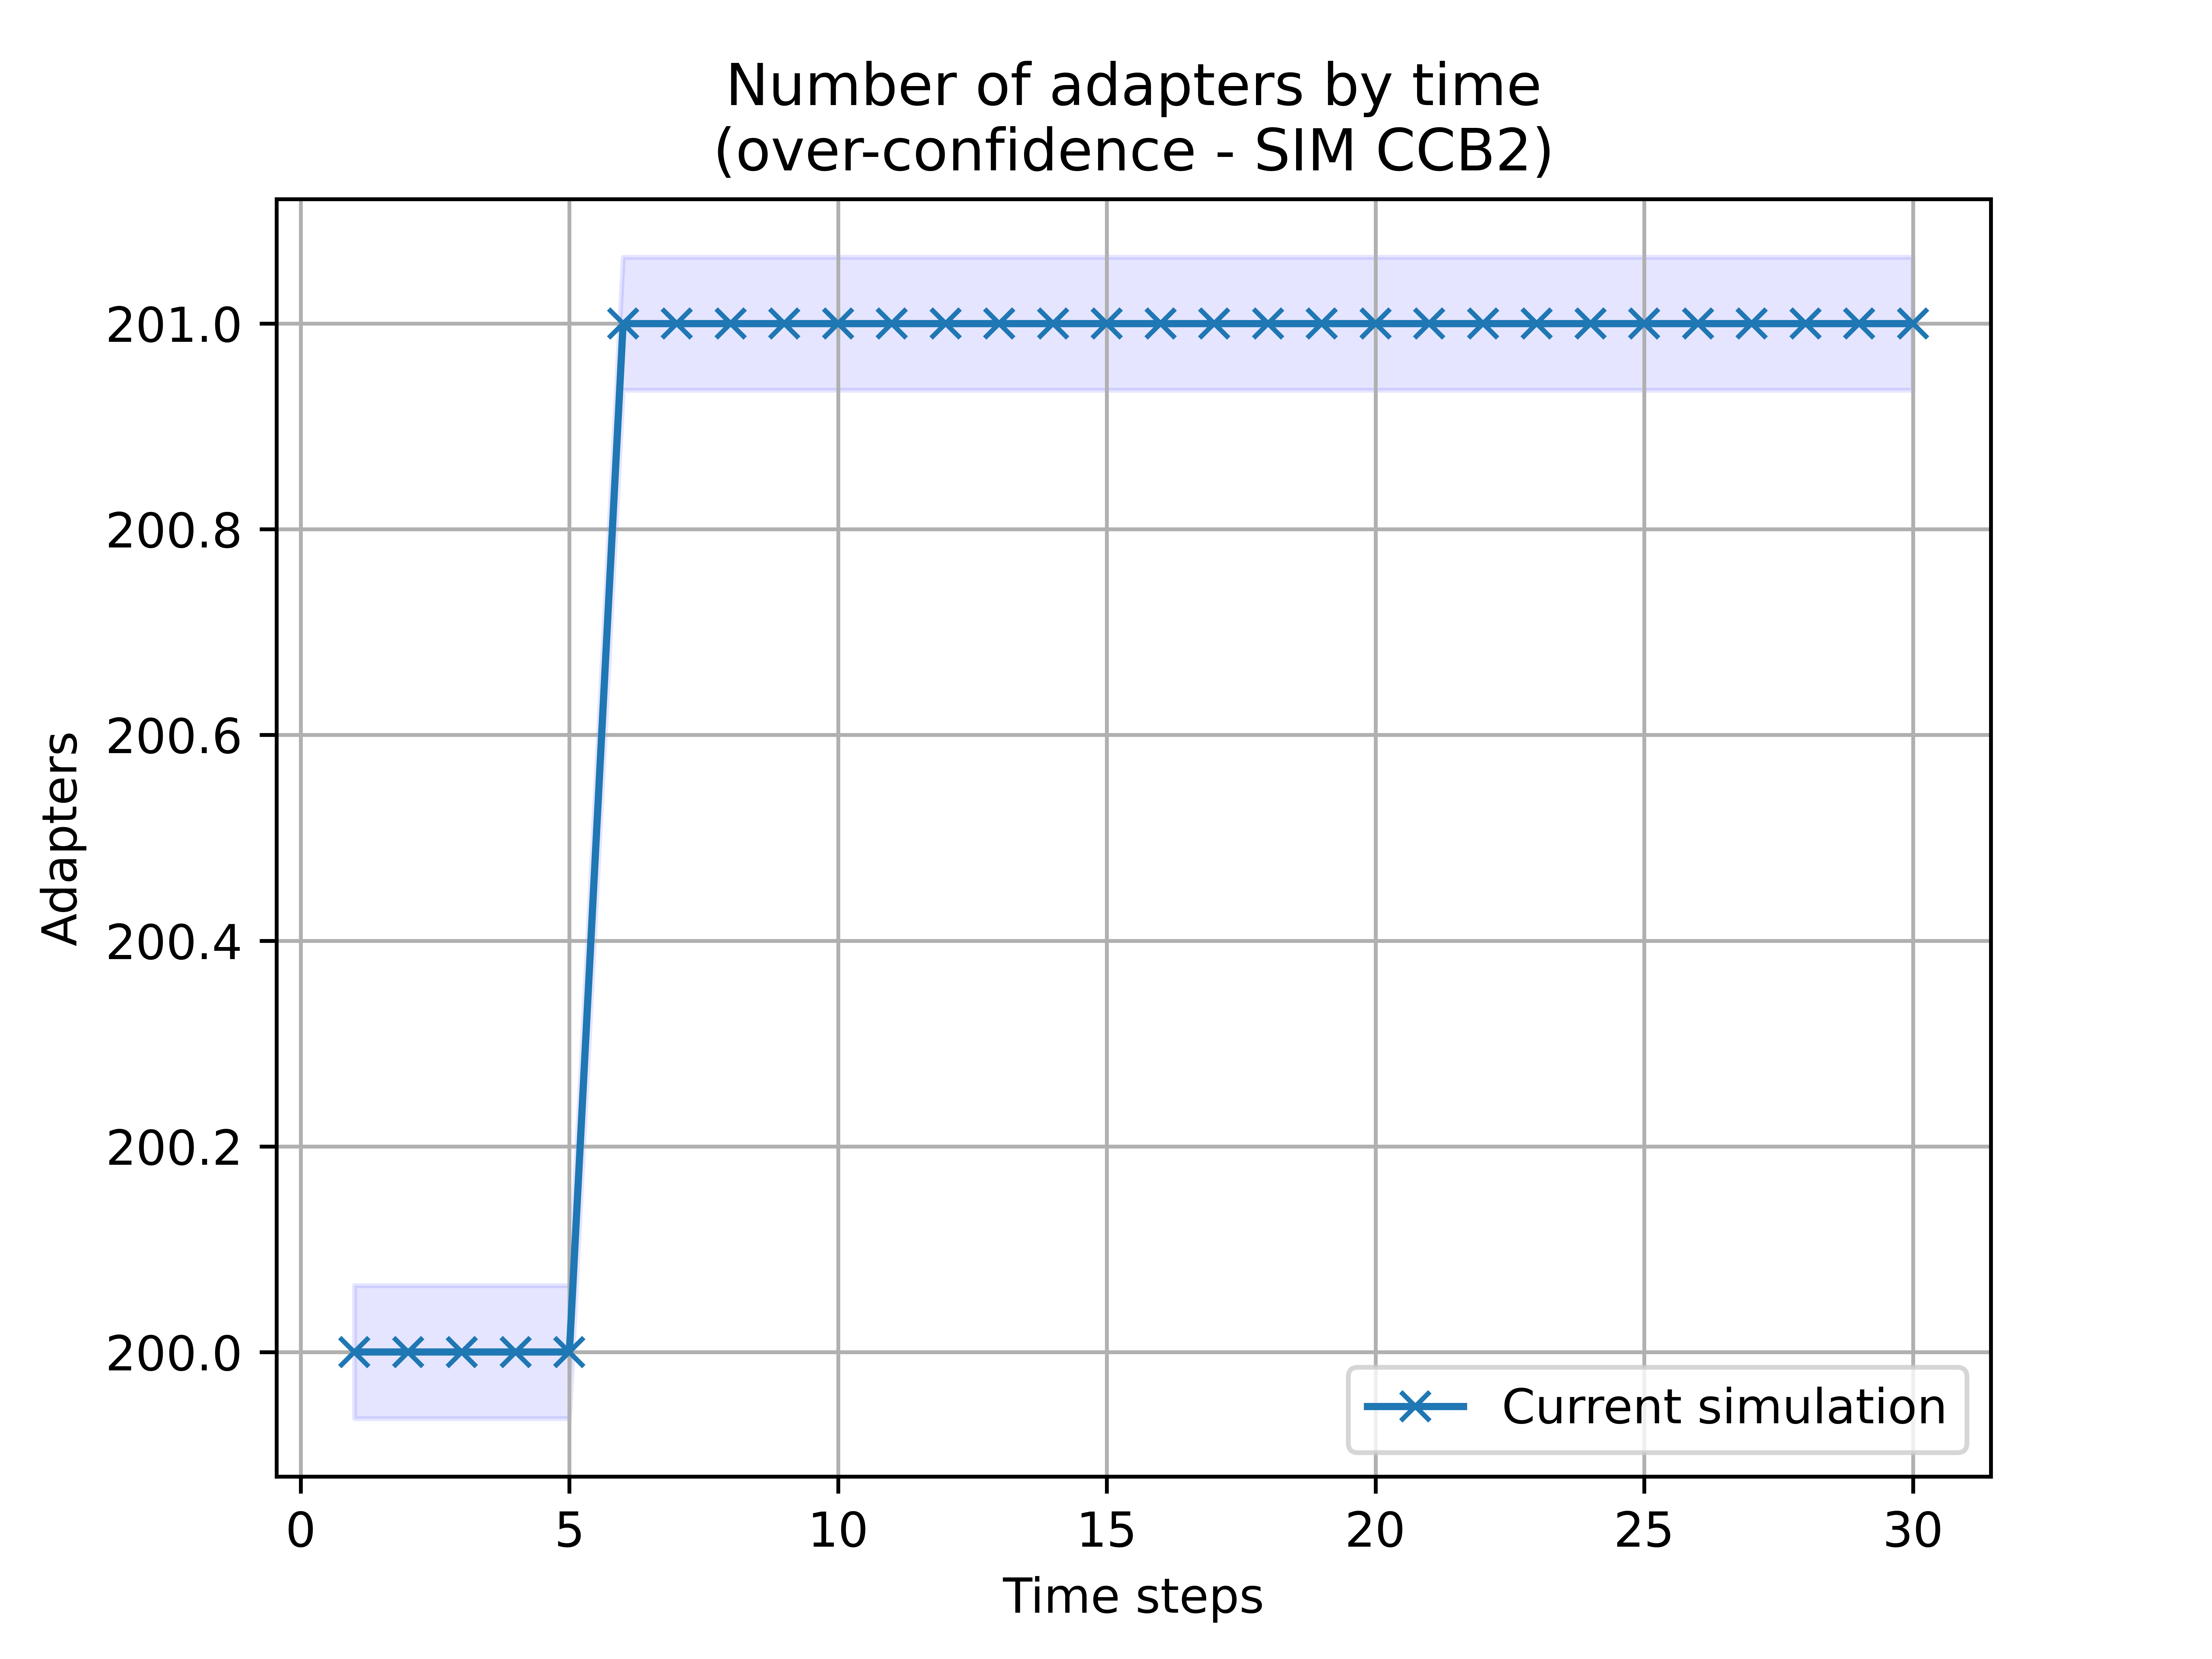 Number of adapters by time
(over-confidence - SIM CCB2)
201.0
200.8
200.6
200.4
200.2
200.0
Adapters
Current simulation
0 5 10 15 20 25 30
Time steps